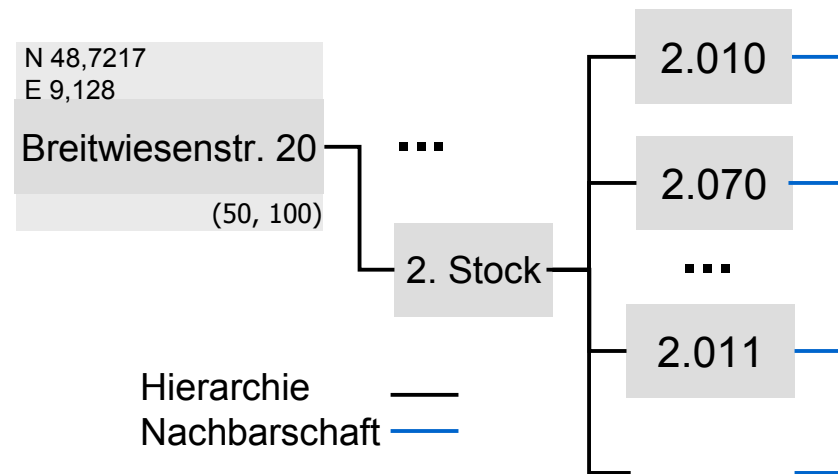 N 48,7217
E 9,128
Breitwiesenstr. 20
(50, 100)
...
2. Stock
2.010
2.070
...
2.011
Hierarchie
Nachbarschaft